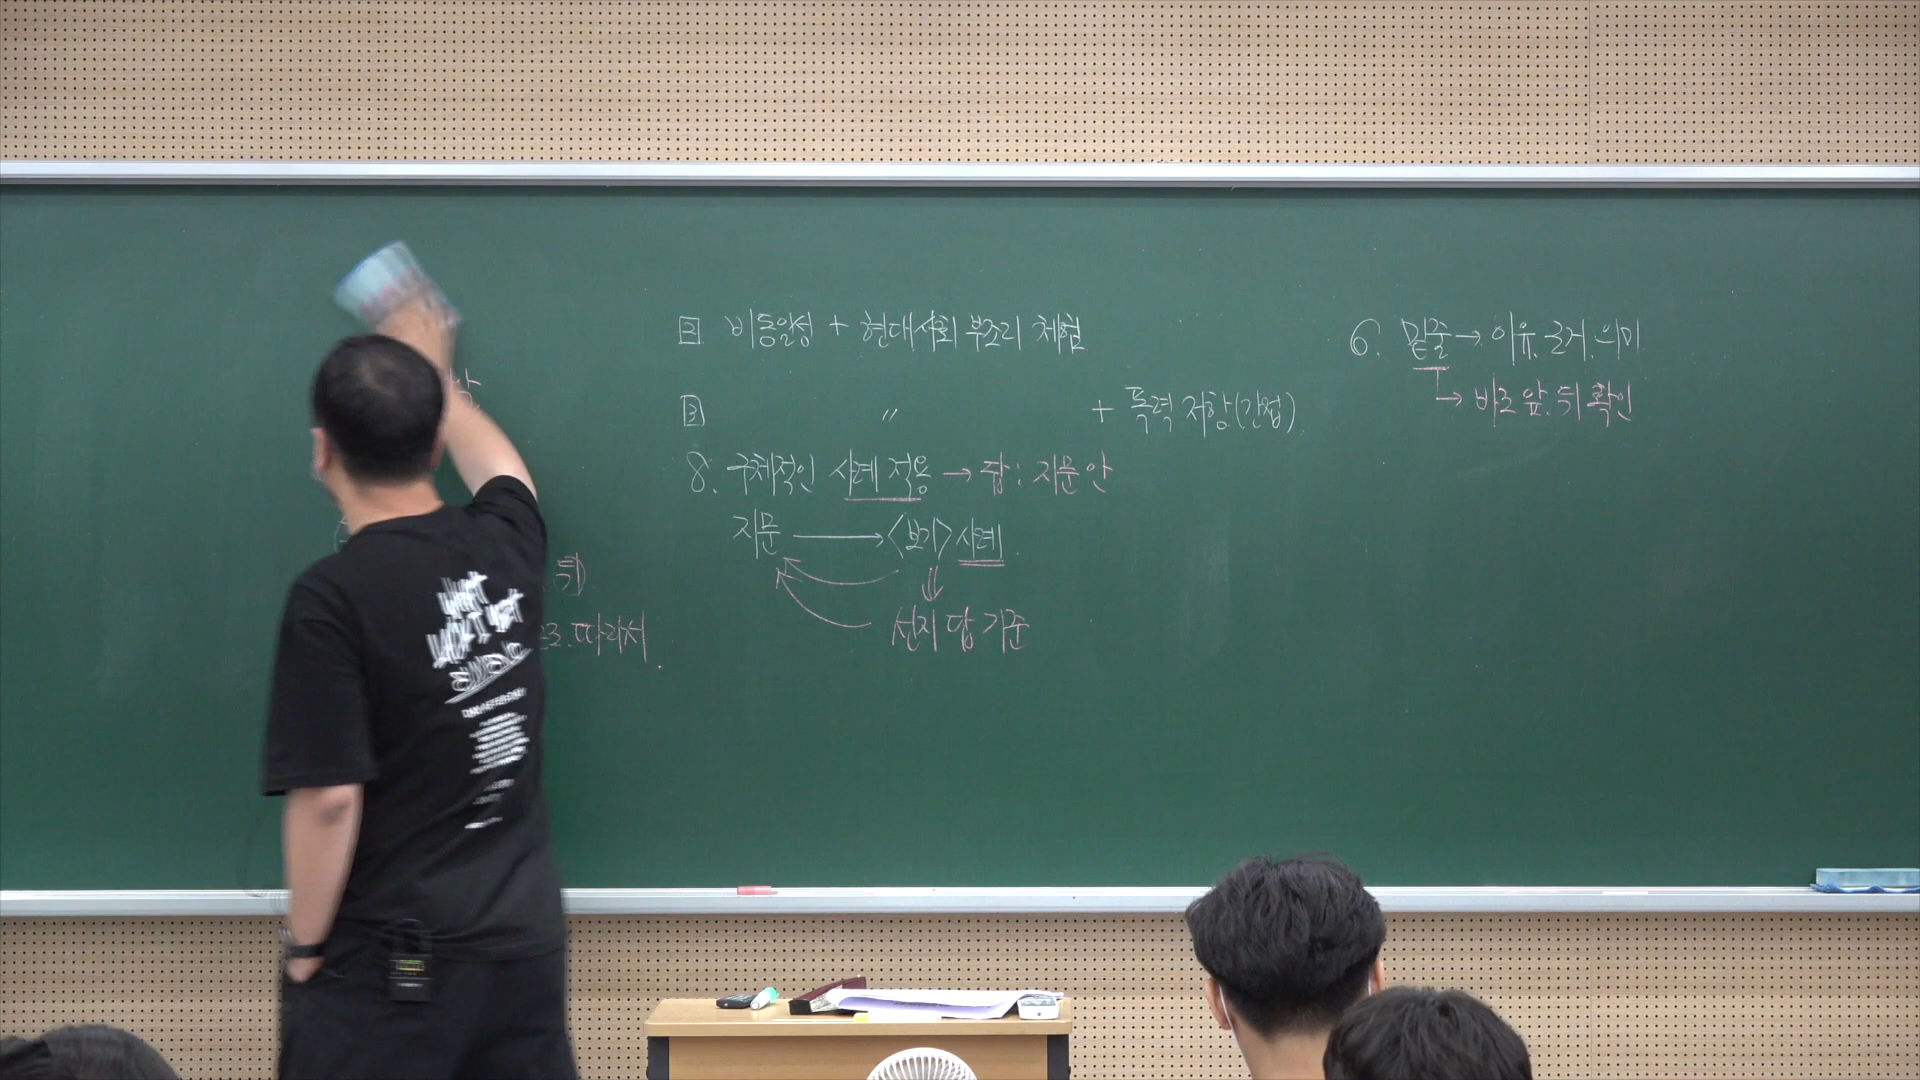 비동일성 + 현대사회 부조리 체험
3 〃 + 폭력 저항(간접)
8. 구체적인 사례 적용 → 답 : 지문 안
지문 → <보기> 사례
선지 답 기준
뒤)
따라서
6. 밑줄 → 이유. 근거. 의미
→ 바로 앞. 뒤 확인